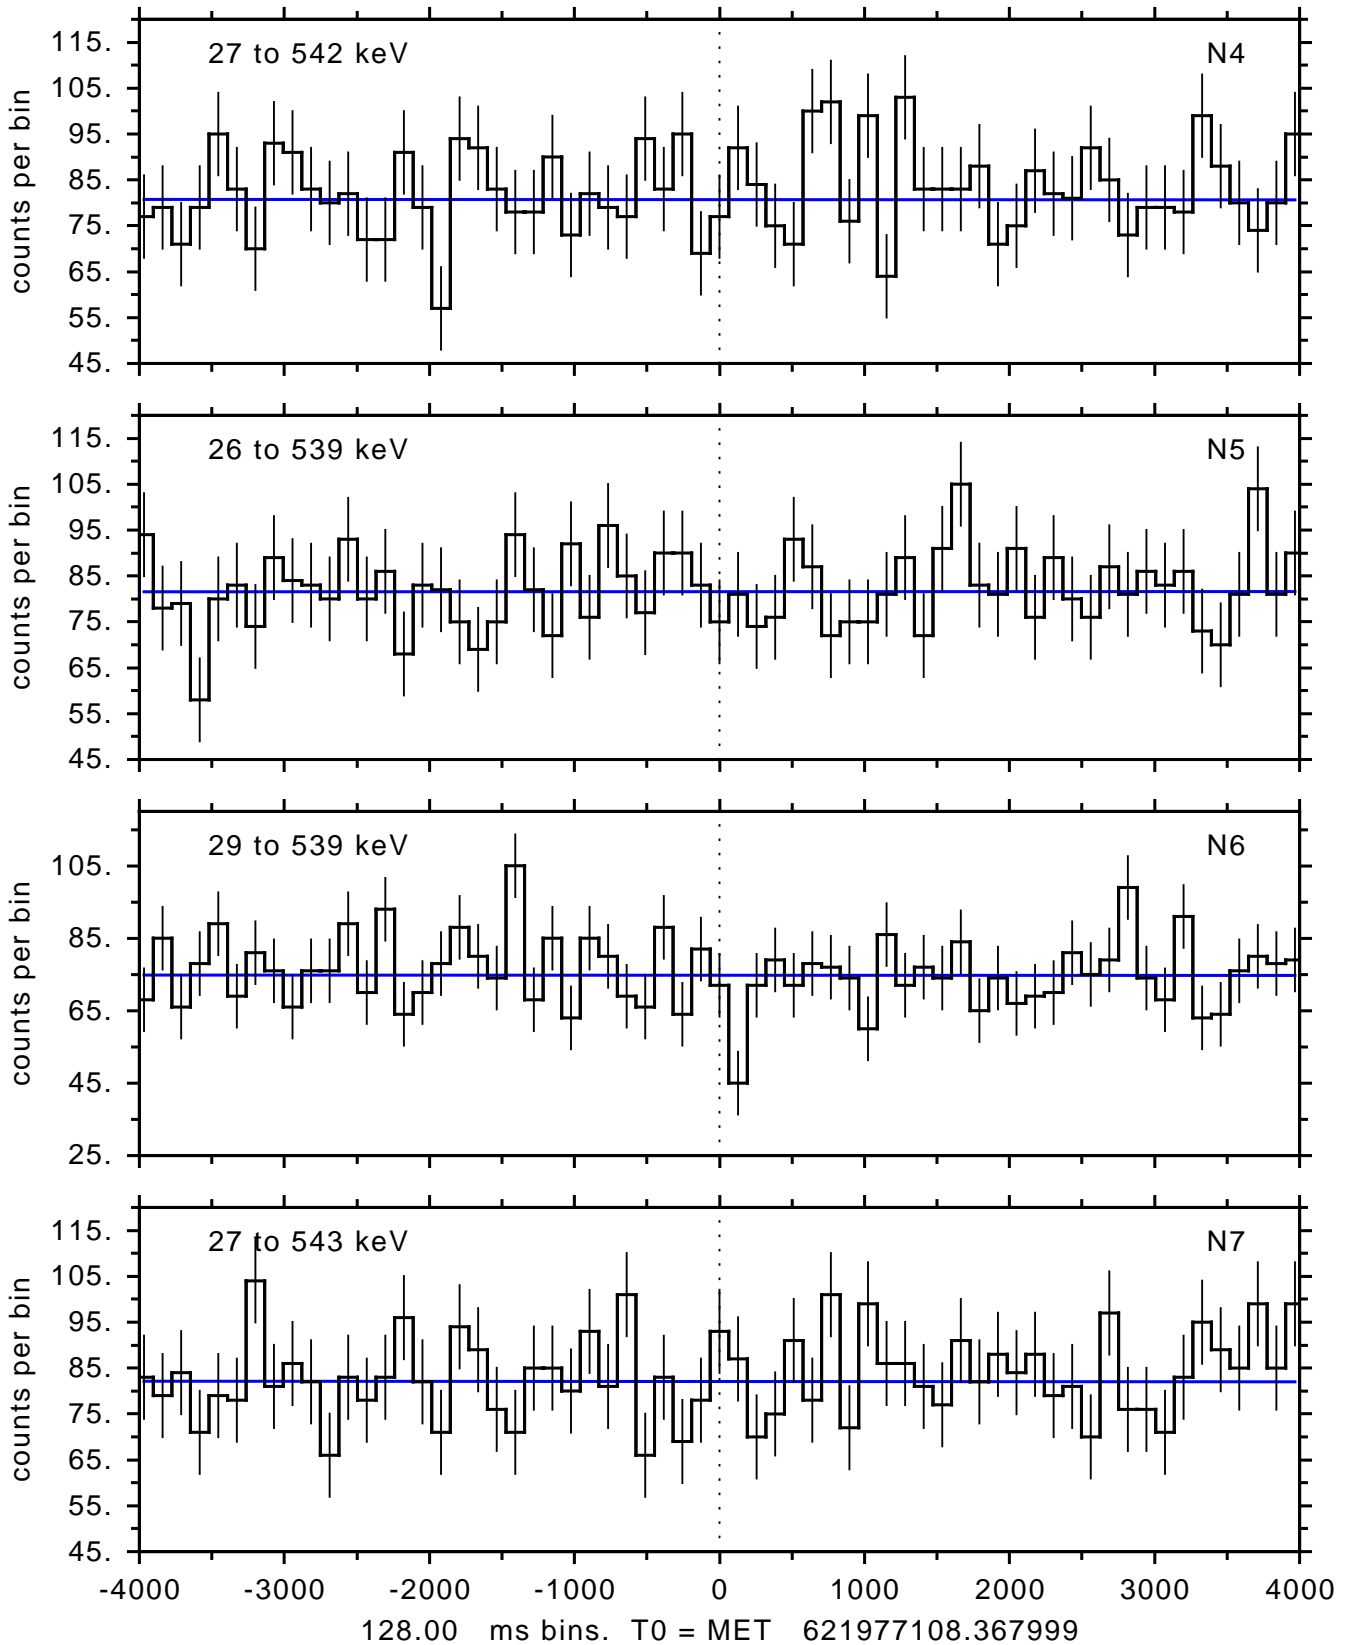 27 to 542 keV N4
115.
105.
95.
85.
75.
65.
55.
45.
counts per bin
26 to 539 keV N5
115.
105.
95.
85.
75.
65.
55.
45.
counts per bin
29 to 539 keV N6
105.
85.
65.
45.
25.
counts per bin
27 to 543 keV N7
115.
105.
95.
85.
75.
65.
55.
45.
counts per bin
-4000 -3000 -2000 -1000 0 1000 2000 3000 4000
128.00 ms bins. T0 = MET 621977108.367999